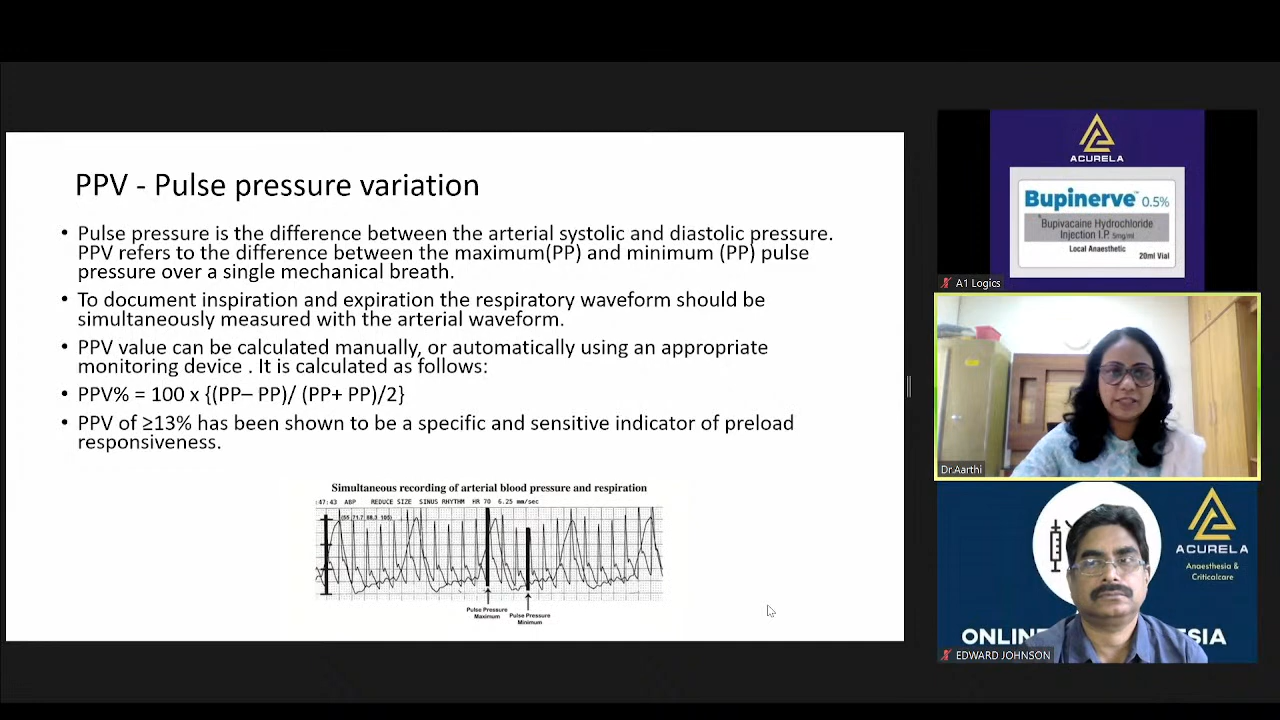 PPV - Pulse pressure variation
• Pulse pressure is the difference between the arterial systolic and diastolic pressure.
PPV refers to the difference between the maximum(PP) and minimum (PP) pulse
pressure over a single mechanical breath.
• To document inspiration and expiration the respiratory waveform should be
simultaneously measured with the arterial waveform.
• PPV value can be calculated manually, or automatically using an appropriate
monitoring device . It is calculated as follows:
• PPV% = 100 x {(PP– PP)/ (PP+ PP)/2}
• PPV of ≥13% has been shown to be a specific and sensitive indicator of preload
responsiveness.
Simultaneous recording of arterial blood pressure and respiration
:47:43 ABP REDUCE SIZE SINUS RHYTHM HR 70 6.25 mm/sec
Pulse Pressure
Maximum
Pulse Pressure
Minimum
ACURELA
Bupinerve™ 0.5%
Bupivacaine Hydrochloride
Injection I.P. 5mg/ml
Local Anaesthetic
20ml Vial
A1 Logics
Dr.Aarthi
ACURELA
Anaesthesia &
Criticalcare
ONLINE
EDWARD JOHNSON